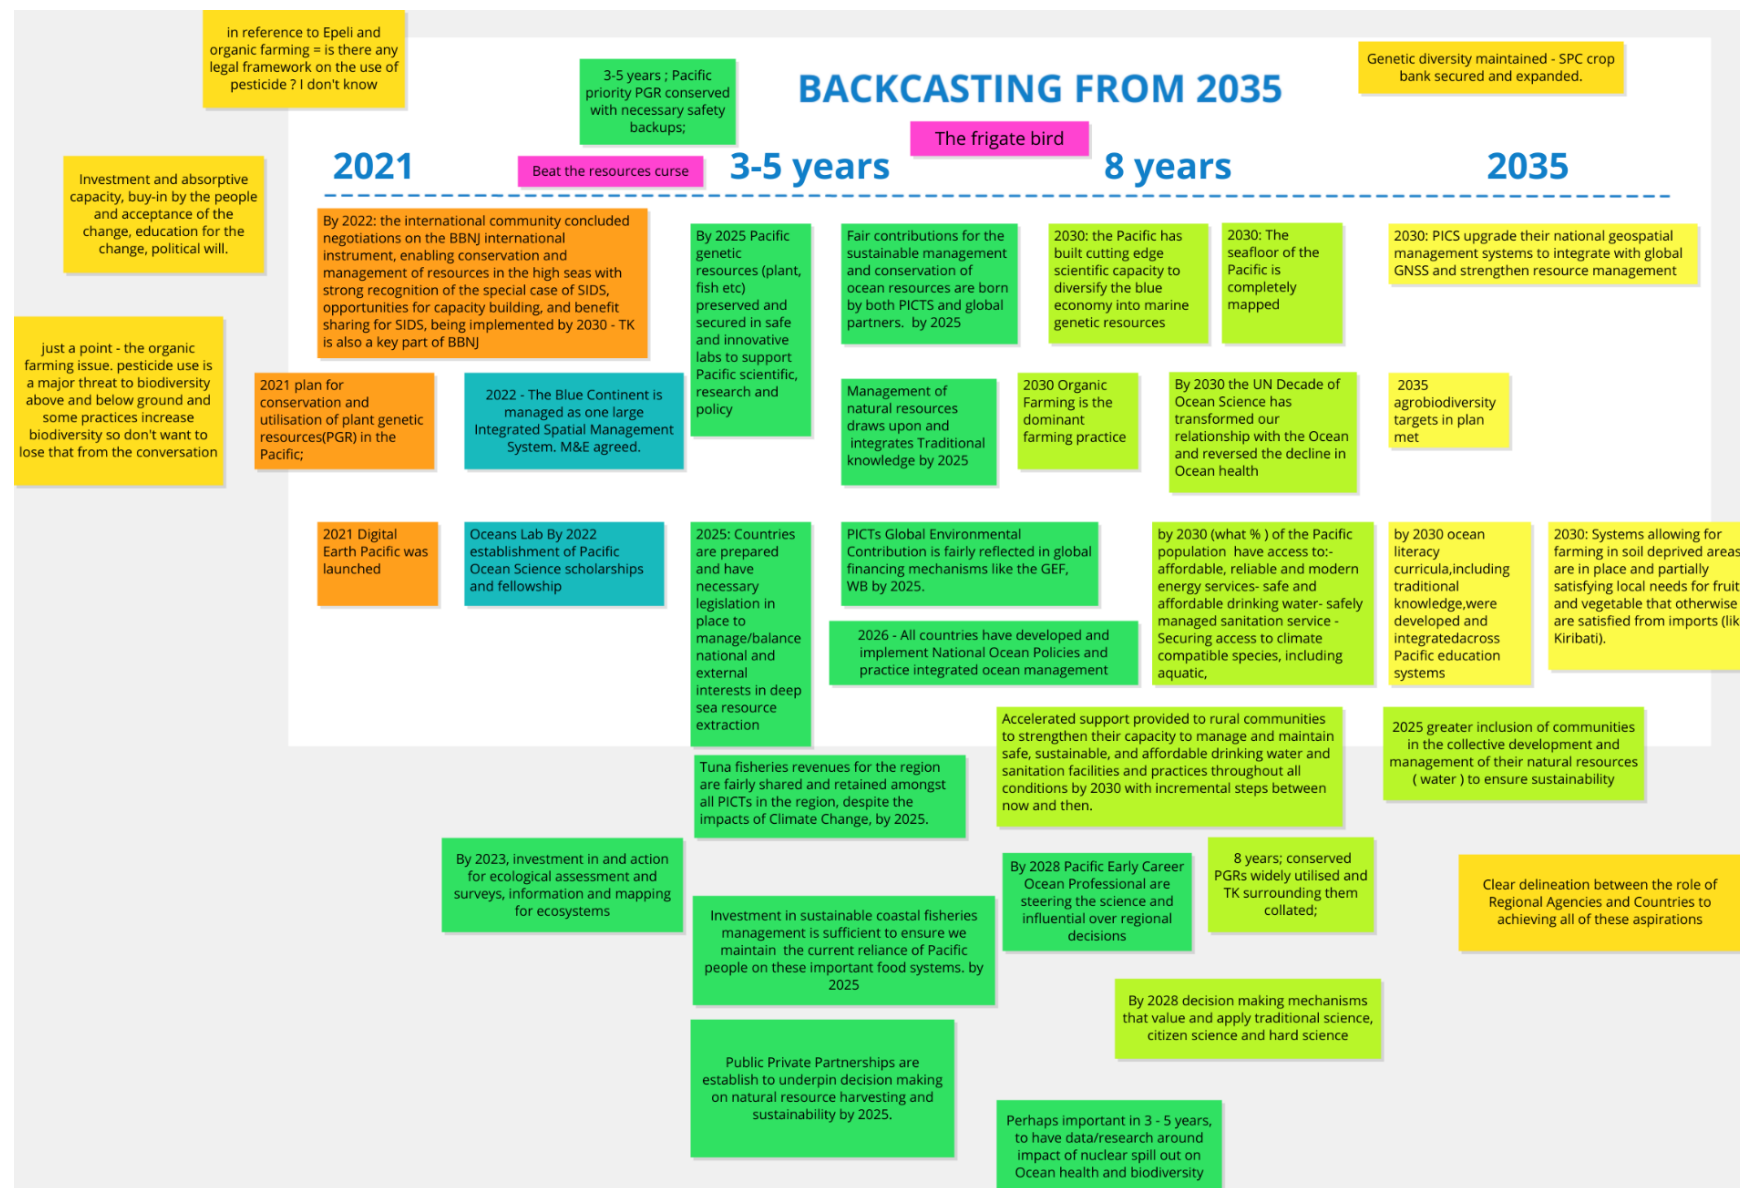 in reference to Epeli and
organic farming = is there any
legal framework on the use of
pesticide ? I don't know
3-5 years ; Pacific
priority PGR conserved
with necessary safety
backups;
BACKCASTING FROM 2035
Genetic diversity maintained - SPC crop
bank secured and expanded.
The frigate bird
Beat the resources curse
2021
3-5 years
8 years
2035
Investment and absorptive
capacity, buy-in by the people
and acceptance of the
change, education for the
change, political will.
By 2022: the international community concluded
negotiations on the BBNJ international
instrument, enabling conservation and
management of resources in the high seas with
strong recognition of the special case of SIDS,
opportunities for capacity building, and benefit
sharing for SIDS, being implemented by 2030 - TK
is also a key part of BBNJ
By 2025 Pacific
genetic
resources (plant,
fish etc)
preserved and
secured in safe
and innovative
labs to support
Pacific scientific,
research and
policy
Fair contributions for the
sustainable management
and conservation of
ocean resources are born
by both PICTS and global
partners. by 2025
2030: the Pacific has
built cutting edge
scientific capacity to
diversify the blue
economy into marine
genetic resources
2030: The
seafloor of the
Pacific is
completely
mapped
2030: PICS upgrade their national geospatial
management systems to integrate with global
GNSS and strengthen resource management
just a point - the organic
farming issue. pesticide use is
a major threat to biodiversity
above and below ground and
some practices increase
biodiversity so don't want to
lose that from the conversation
2021 plan for
conservation and
utilisation of plant genetic
resources(PGR) in the
Pacific;
2022 - The Blue Continent is
managed as one large
Integrated Spatial Management
System. M&E agreed.
Management of
natural resources
draws upon and
integrates Traditional
knowledge by 2025
2030 Organic
Farming is the
dominant
farming practice
By 2030 the UN Decade of
Ocean Science has
transformed our
relationship with the Ocean
and reversed the decline in
Ocean health
2035
agrobiodiversity
targets in plan
met
2021 Digital
Earth Pacific was
launched
Oceans Lab By 2022
establishment of Pacific
Ocean Science scholarships
and fellowship
2025: Countries
are prepared
and have
necessary
legislation in
place to
manage/balance
national and
external
interests in deep
sea resource
extraction
PICTs Global Environmental
Contribution is fairly reflected in global
financing mechanisms like the GEF,
WB by 2025.
2026 - All countries have developed and
implement National Ocean Policies and
practice integrated ocean management
by 2030 (what % ) of the Pacific
population have access to:-
affordable, reliable and modern
energy services- safe and
affordable drinking water- safely
managed sanitation service -
Securing access to climate
compatible species, including
aquatic,
by 2030 ocean
literacy
curricula,including
traditional
knowledge,were
developed and
integratedacross
Pacific education
systems
2030: Systems allowing for
farming in soil deprived areas
are in place and partially
satisfying local needs for fruit
and vegetable that otherwise
are satisfied from imports (lik
Kiribati).
Accelerated support provided to rural communities
to strengthen their capacity to manage and maintain
safe, sustainable, and affordable drinking water and
sanitation facilities and practices throughout all
conditions by 2030 with incremental steps between
now and then.
2025 greater inclusion of communities
in the collective development and
management of their natural resources
( water ) to ensure sustainability
Tuna fisheries revenues for the region
are fairly shared and retained amongst
all PICTs in the region, despite the
impacts of Climate Change, by 2025.
By 2023, investment in and action
for ecological assessment and
surveys, information and mapping
for ecosystems
By 2028 Pacific Early Career
Ocean Professional are
steering the science and
influential over regional
decisions
8 years; conserved
PGRs widely utilised and
TK surrounding them
collated;
Clear delineation between the role of
Regional Agencies and Countries to
achieving all of these aspirations
Investment in sustainable coastal fisheries
management is sufficient to ensure we
maintain the current reliance of Pacific
people on these important food systems. by
2025
By 2028 decision making mechanisms
that value and apply traditional science,
citizen science and hard science
Public Private Partnerships are
establish to underpin decision making
on natural resource harvesting and
sustainability by 2025.
Perhaps important in 3 - 5 years,
to have data/research around
impact of nuclear spill out on
Ocean health and biodiversity